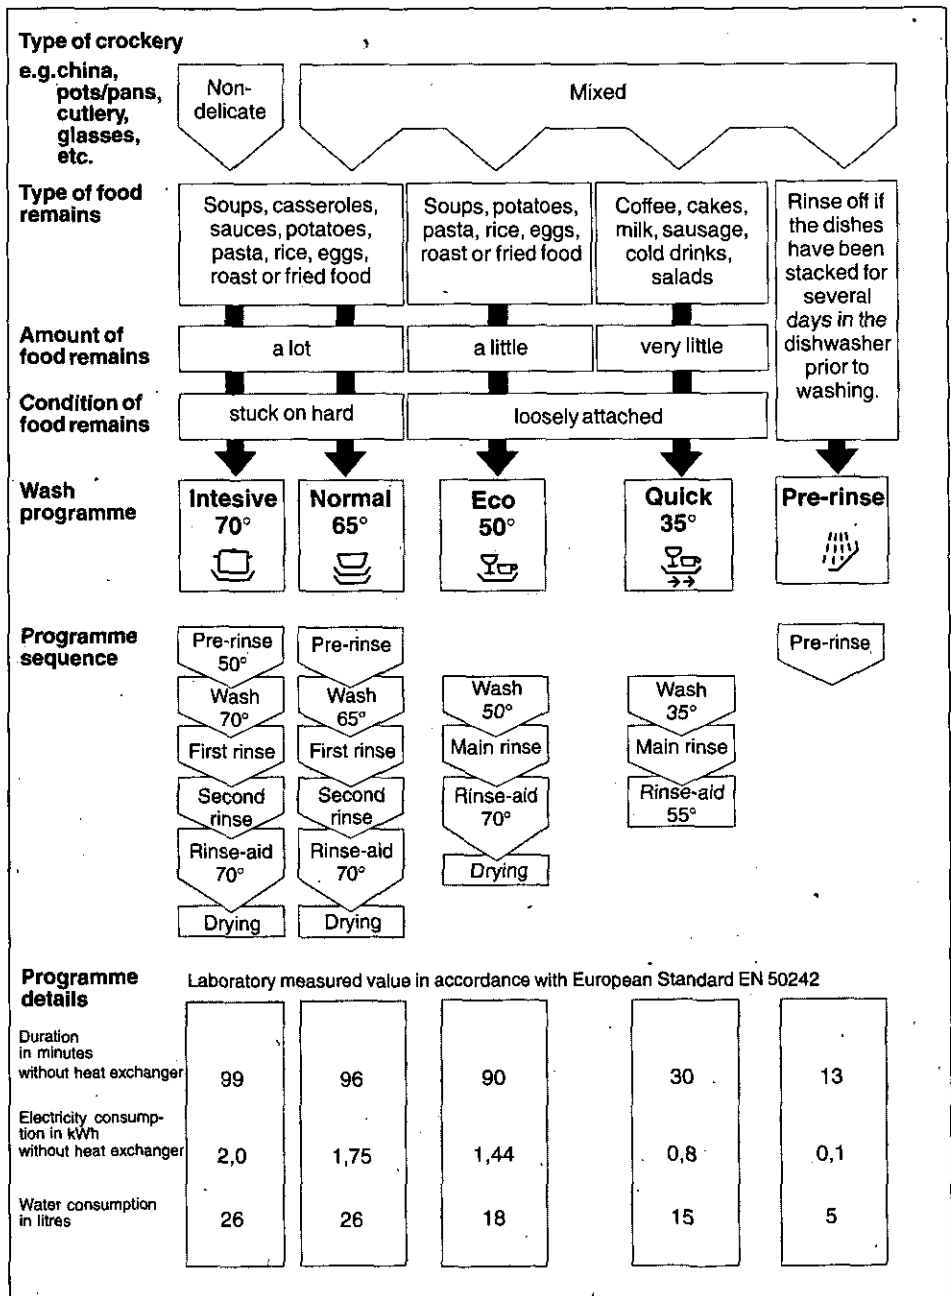 Type of crockery
e.g.china,
pots/pans,
cutlery,
glasses,
etc.
Non-
delicate
Mixed
Type of food
remains
Soups, casseroles,
sauces, potatoes,
pasta, rice, eggs,
roast or fried food
Soups, potatoes,
pasta, rice, eggs,
roast or fried food
Coffee, cakes,
milk, sausage,
cold drinks,
salads
Rinse off if
the dishes
have been
stacked for
several
days in the
dishwasher
prior to
washing.
Amount of
food remains
a lot
a little
very little
Condition of
food remains
stuck on hard
loosely attached
Wash
programme
Intesive
70°
Normal
65°
Eco
50°
Quick
35°
Pre-rinse
Programme
sequence
Pre-rinse
50°
Wash
70°
First rinse
Second
rinse
Rinse-aid
70°
Drying
Pre-rinse
Wash
65°
First rinse
Second
rinse
Rinse-aid
70°
Drying
Wash
50°
Main rinse
Rinse-aid
70°
Drying
Wash
35°
Main rinse
Rinse-aid
55°
Pre-rinse
Programme
details
Laboratory measured value in accordance with European Standard EN 50242
Duration
in minutes
without heat exchanger 99 96 90 30 13
Electricity consump-
tion in kWh
without heat exchanger 2,0 1,75 1,44 0,8 0,1
Water consumption
in litres 26 26 18 15 5